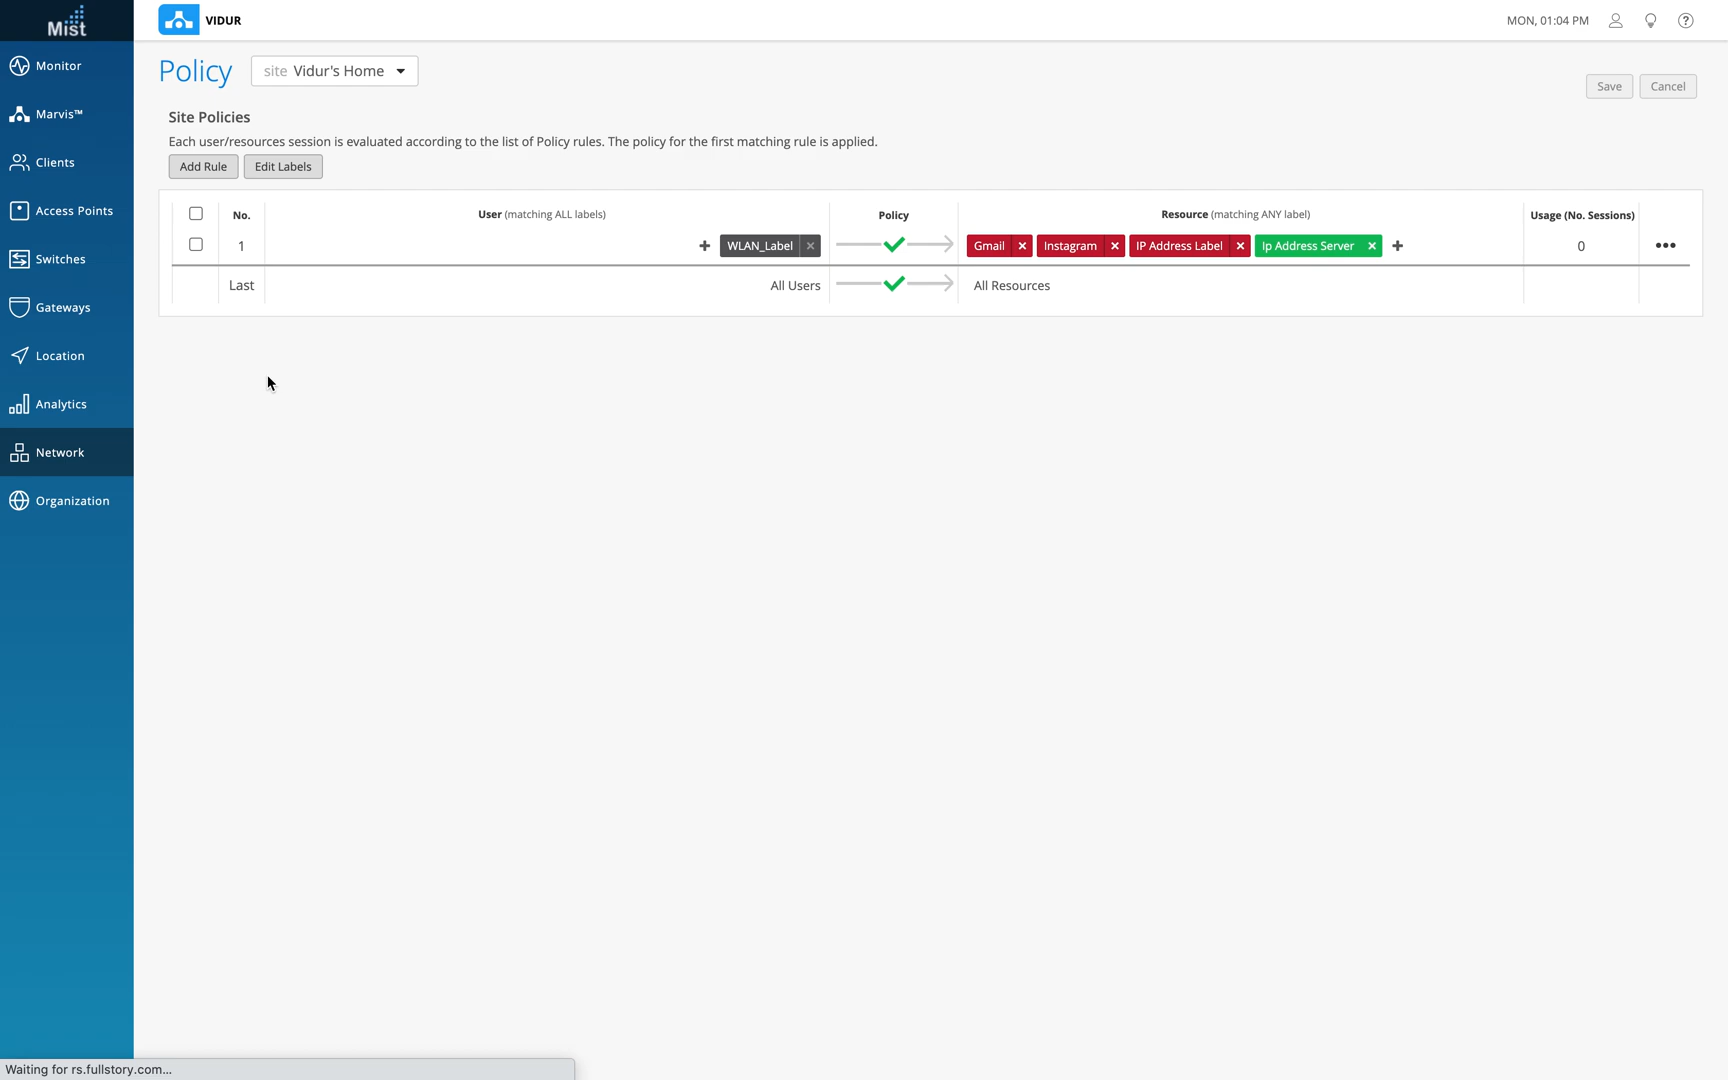 Mist
VIDUR
MON, 01:04 PM
Monitor
Marvis™
Clients
Access Points
Switches
Gateways
Location
Analytics
Network
Organization
Policy
site Vidur's Home
Save
Cancel
Site Policies
Each user/resources session is evaluated according to the list of Policy rules. The policy for the first matching rule is applied.
Add Rule
Edit Labels
No. User (matching ALL labels) Policy Resource (matching ANY label) Usage (No. Sessions)
1 + WLAN_Label × Gmail × Instagram × IP Address Label × Ip Address Server × + 0 •••
Last All Users All Resources
Waiting for rs.fullstory.com...